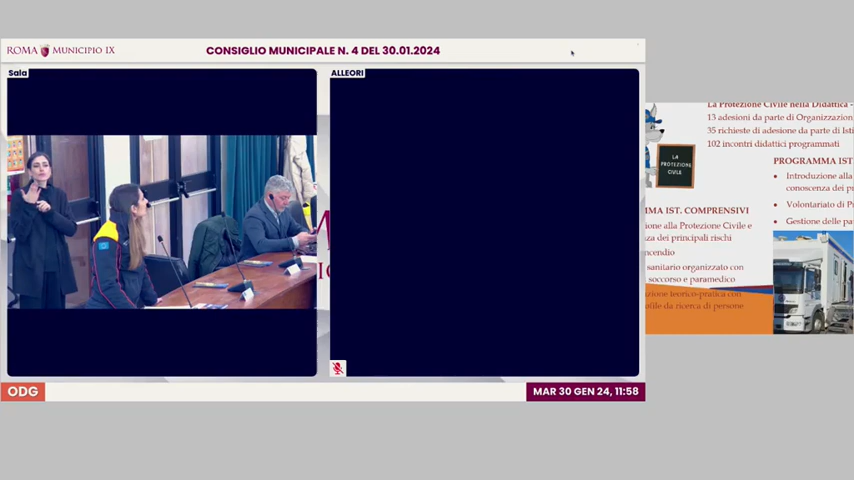 ROMA MUNICIPIO IX
CONSIGLIO MUNICIPALE N. 4 DEL 30.01.2024
Sala
ALLEORI
La Protezione Civile nella Didattica -
13 adesioni da parte di Organizzazion
35 richieste di adesione da parte di Isti
102 incontri didattici programmati
LA
PROTEZIONE
CIVILE
PROGRAMMA IST
• Introduzione alla
conoscenza dei pr
• Volontariato di P
• Gestione delle pa
MMA IST. COMPRENSIVI
ione alla Protezione Civile e
za dei principali rischi
ncendio
sanitario organizzato con
soccorso e paramedico
zione teorico-pratica con
ofile da ricerca di persone
ODG
MAR 30 GEN 24, 11:58